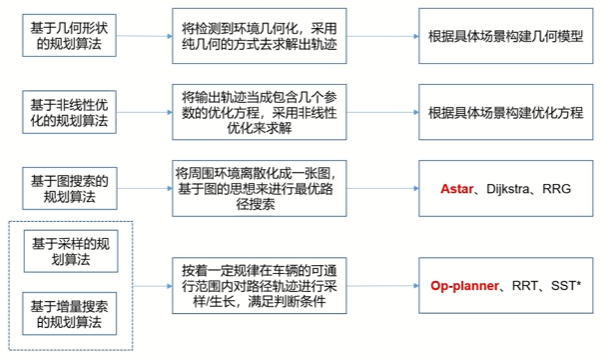 基于几何形状
的规划算法
将检测到环境几何化，采用
纯几何的方式去求解出轨迹
根据具体场景构建几何模型
基于非线性优
化的规划算法
将输出轨迹当成包含几个参
数的优化方程，采用非线性
优化来求解
根据具体场景构建优化方程
基于图搜索的
规划算法
将周围环境离散化成一张图，
基于图的思想来进行最优路
径搜索
Astar、Dijkstra、RRG
基于采样的规
划算法
基于增量搜索
的规划算法
按着一定规律在车辆的可通
行范围内对路径轨迹进行采
样/生长，满足判断条件
Op-planner、RRT、SST*